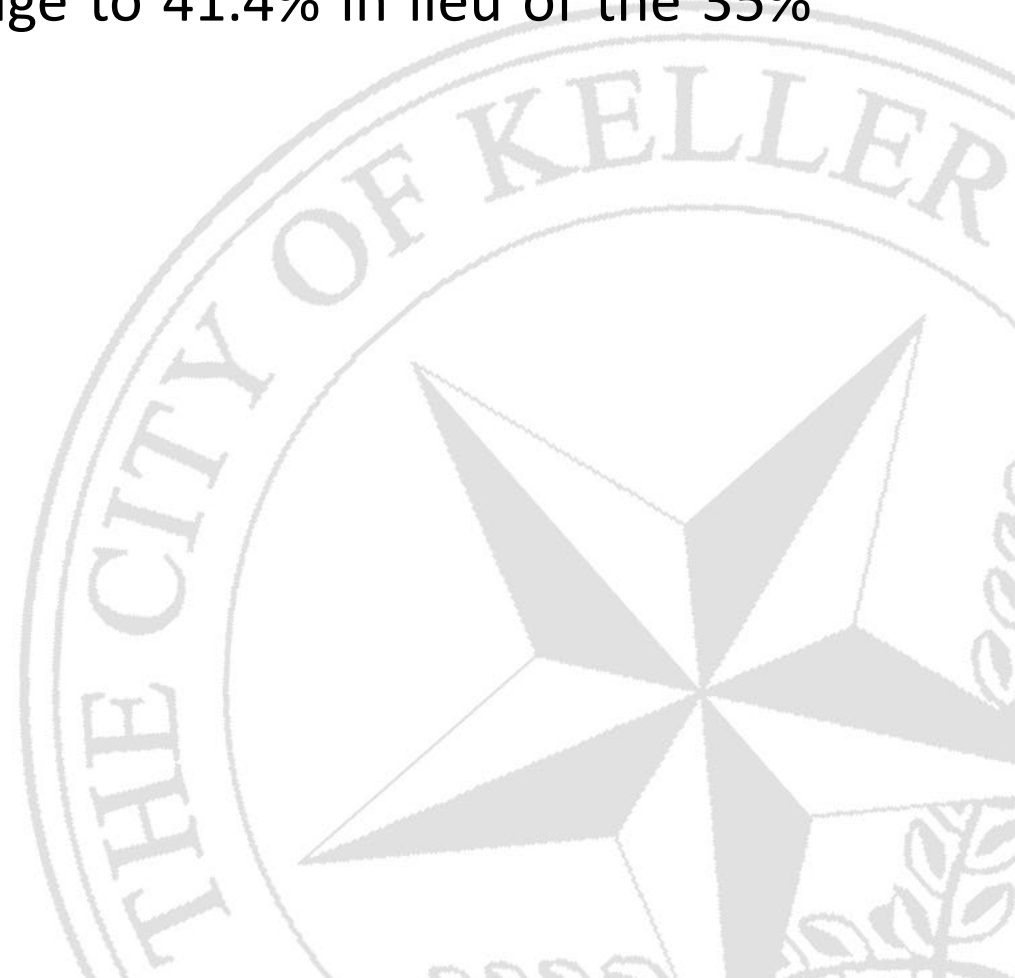 ge to 41.4% in lieu of the 35%
THE CITY OF KELLER